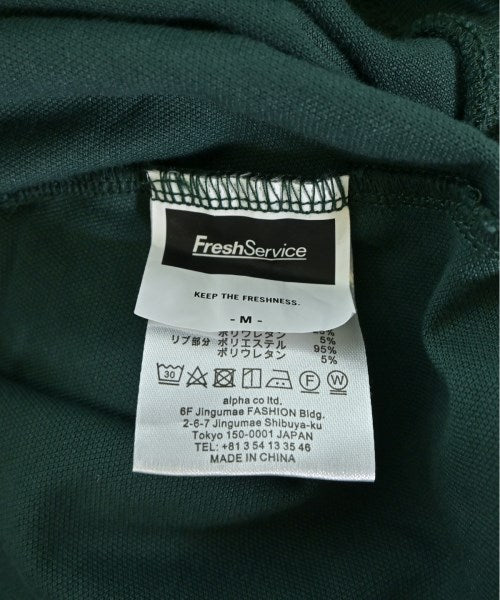 FreshService
KEEP THE FRESHNESS.
- M -
ポリウレタン
リブ部分 ポリエステル 95%
ポリウレタン 5%
30
F W
alpha co ltd.
6F Jingumae FASHION Bldg.
2-6-7 Jingumae Shibuya-ku
Tokyo 150-0001 JAPAN
TEL: +81 3 54 13 35 46
MADE IN CHINA